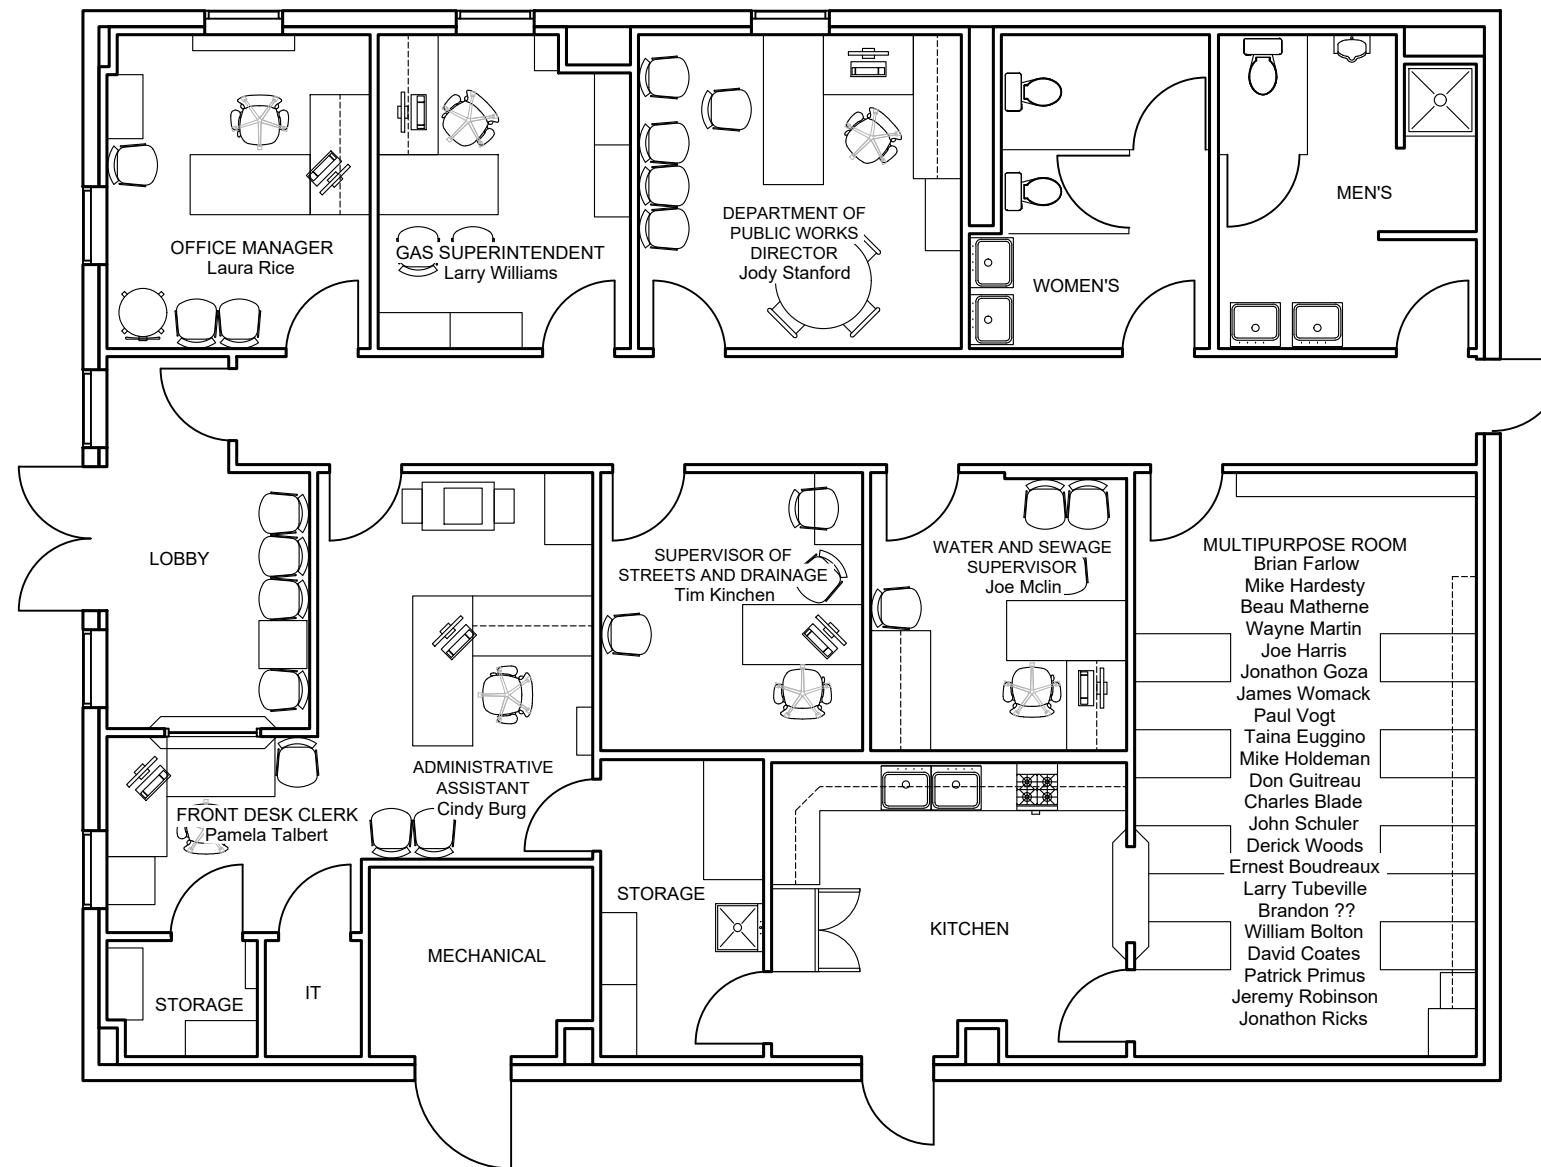 OFFICE MANAGER
Laura Rice
GAS SUPERINTENDENT
Larry Williams
DEPARTMENT OF
PUBLIC WORKS
DIRECTOR
Jody Stanford
WOMEN'S
MEN'S
LOBBY
SUPERVISOR OF
STREETS AND DRAINAGE
Tim Kinchen
WATER AND SEWAGE
SUPERVISOR
Joe Mclin
MULTIPURPOSE ROOM
Brian Farlow
Mike Hardesty
Beau Matherne
Wayne Martin
Joe Harris
Jonathon Goza
James Womack
Paul Vogt
Taina Euggino
Mike Holdeman
Don Guitreau
Charles Blade
John Schuler
Derick Woods
Ernest Boudreaux
Larry Tubeville
Brandon ??
William Bolton
David Coates
Patrick Primus
Jeremy Robinson
Jonathon Ricks
ADMINISTRATIVE
ASSISTANT
Cindy Burg
FRONT DESK CLERK
Pamela Talbert
STORAGE
KITCHEN
MECHANICAL
STORAGE
IT